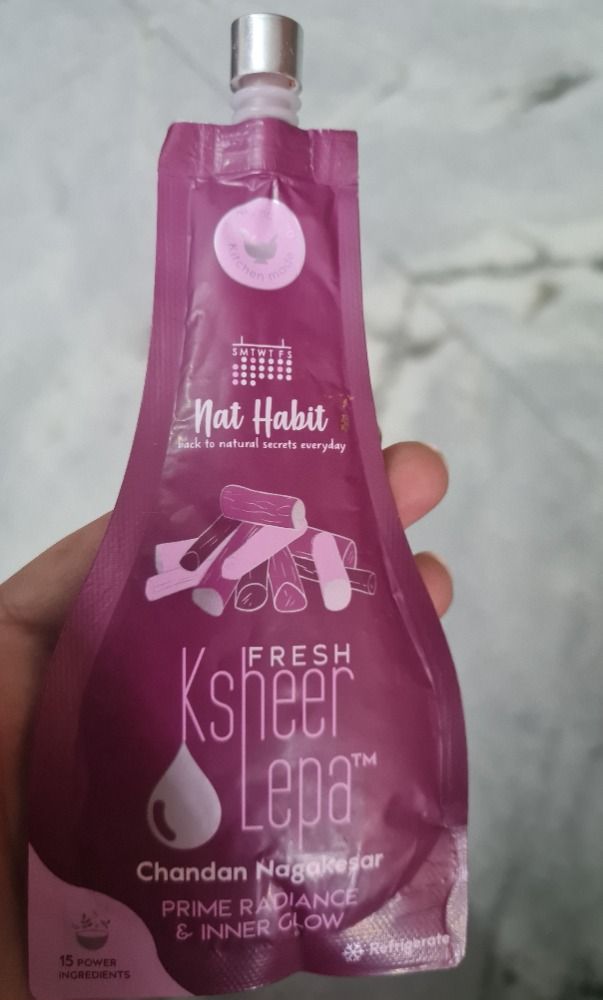 Kitchen made
S M T W T F S
Nat Habit
back to natural secrets everyday
FRESH
Ksheer
Lepa™
Chandan Nagakesar
PRIME RADIANCE
& INNER GLOW
Refrigerate
15 POWER
INGREDIENTS